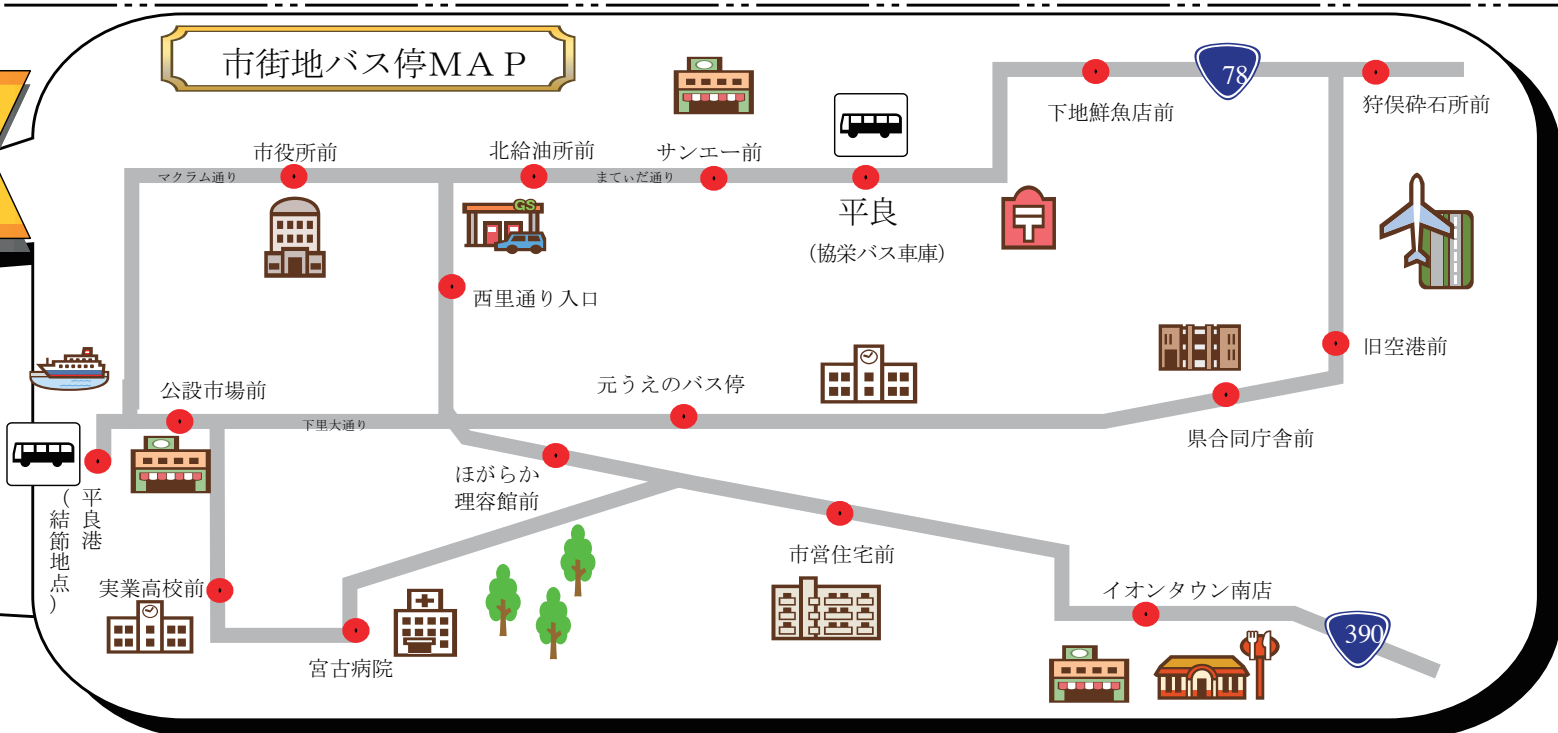 市街地バス停MAP
78
下地鮮魚店前
狩俣砕石所前
市役所前
北給油所前
サンエー前
マクラム通り
まてぃだ通り
平良
(協栄バス車庫)
GS
西里通り入口
旧空港前
公設市場前
元うえのバス停
下里大通り
県合同庁舎前
ほがらか
理容館前
平良港
(結節地点)
市営住宅前
実業高校前
イオンタウン南店
390
宮古病院